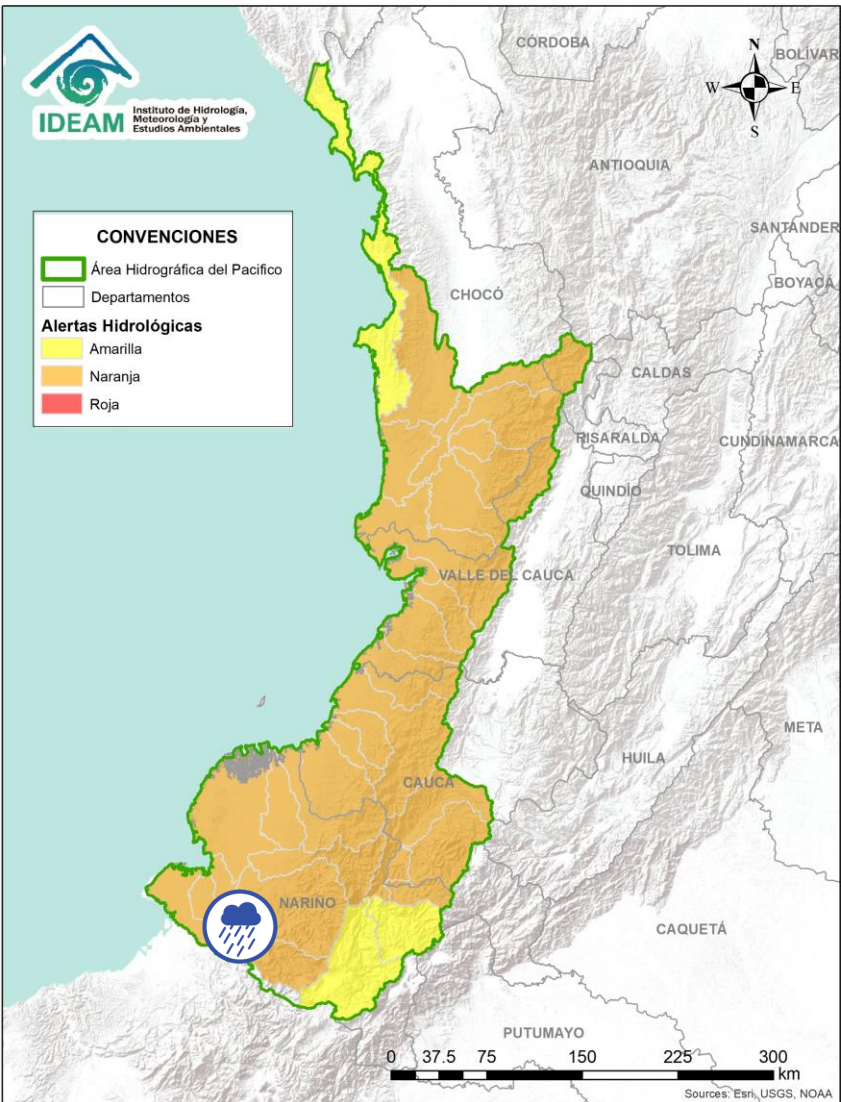 IDEAM
Instituto de Hidrología,
Meteorología y
Estudios Ambientales
N
W
E
S
CONVENCIONES
Área Hidrográfica del Pacifico
Departamentos
Alertas Hidrológicas
Amarilla
Naranja
Roja
CÓRDOBA
BOLÍVAR
ANTIOQUIA
SANTANDER
BOYACÁ
CHOCÓ
CALDAS
RISARALDA
CUNDINAMARCA
QUINDÍO
TOLIMA
VALLE DEL CAUCA
META
HUILA
CAUCA
NARIÑO
CAQUETÁ
PUTUMAYO
0 37.5 75 150 225 300
km
Sources: Esri, USGS, NOAA